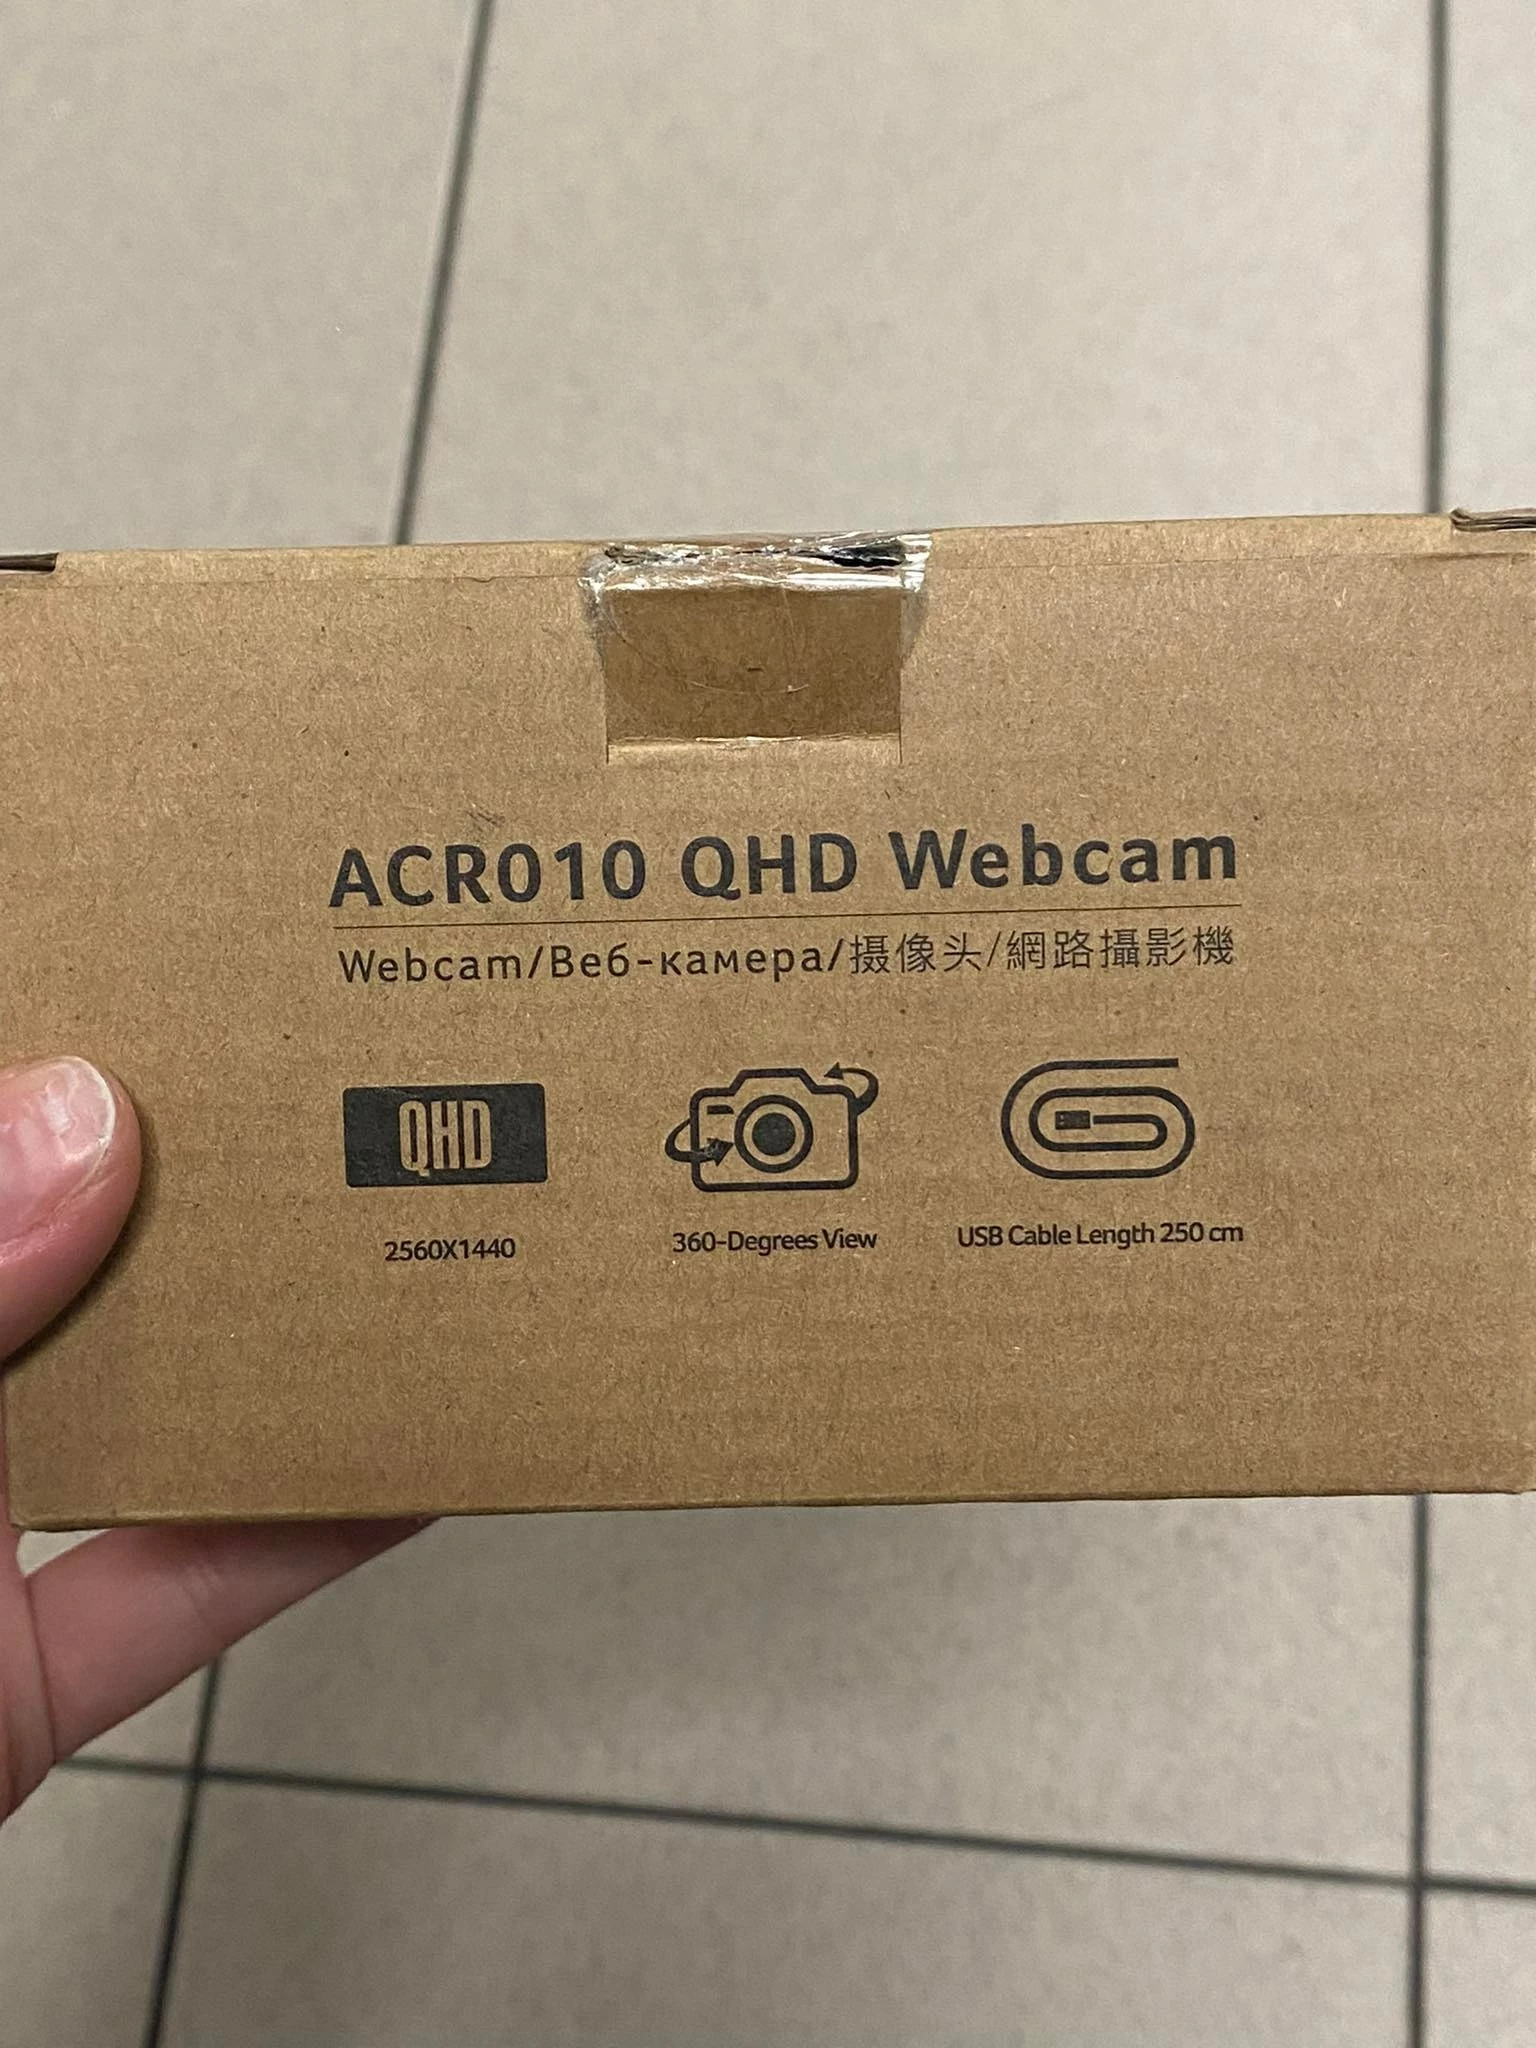 ACR010 QHD Webcam
Webcam/Веб-камера/摄像头/網路攝影機
QHD
2560X1440
360-Degrees View
USB Cable Length 250 cm